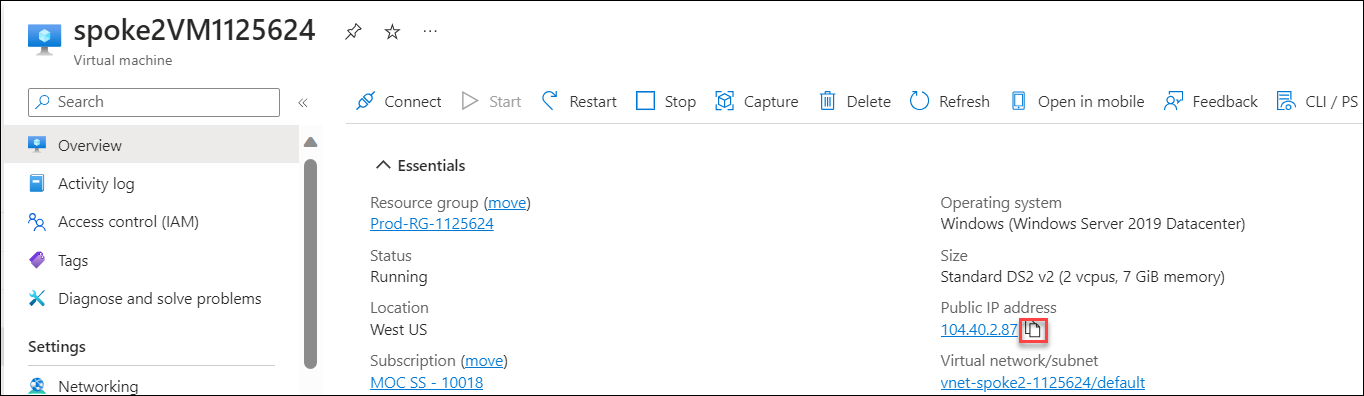 spoke2VM1125624
Virtual machine
Search
Connect Start Restart Stop Capture Delete Refresh Open in mobile Feedback CLI / PS
Overview
Activity log
Access control (IAM)
Tags
Diagnose and solve problems
Settings
Networking
Essentials
Resource group (move)
Prod-RG-1125624
Status
Running
Location
West US
Subscription (move)
MOC SS - 10018
Operating system
Windows (Windows Server 2019 Datacenter)
Size
Standard DS2 v2 (2 vcpus, 7 GiB memory)
Public IP address
104.40.2.87
Virtual network/subnet
vnet-spoke2-1125624/default